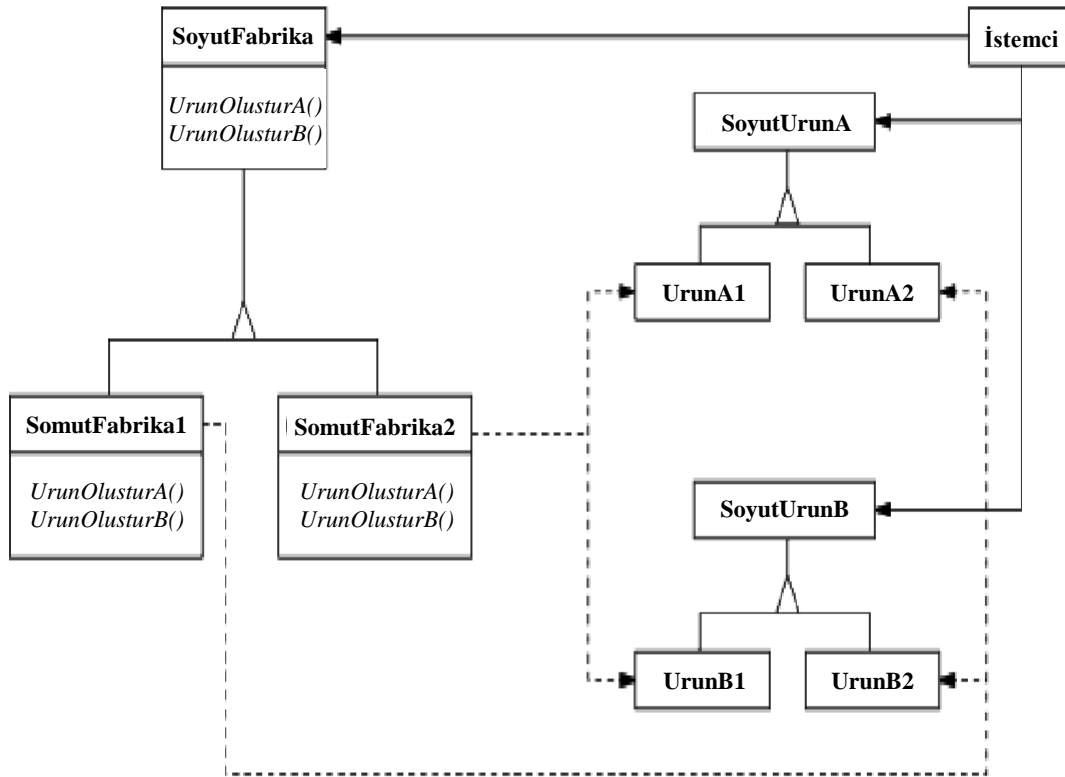 SoyutFabrika
İstemci
UrunOlusturA()
UrunOlusturB()
SoyutUrunA
UrunA1
UrunA2
SomutFabrika1
SomutFabrika2
UrunOlusturA()
UrunOlusturB()
UrunOlusturA()
UrunOlusturB()
SoyutUrunB
UrunB1
UrunB2